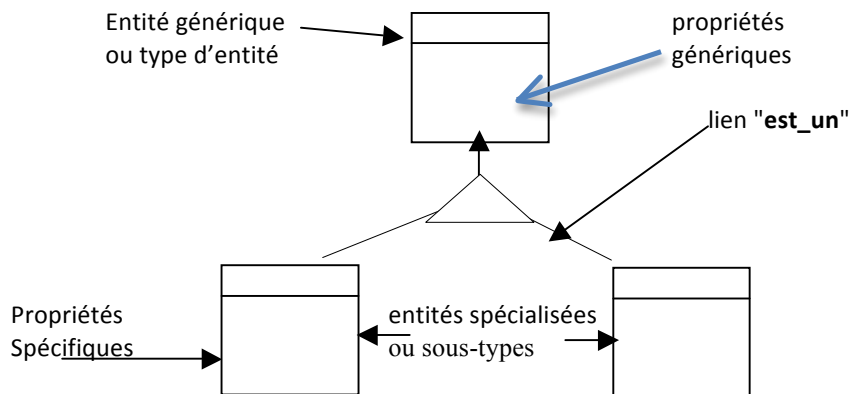 Entité générique
ou type d’entité
propriétés
génériques
lien "est_un"
Propriétés
Spécifiques
entités spécialisées
ou sous-types